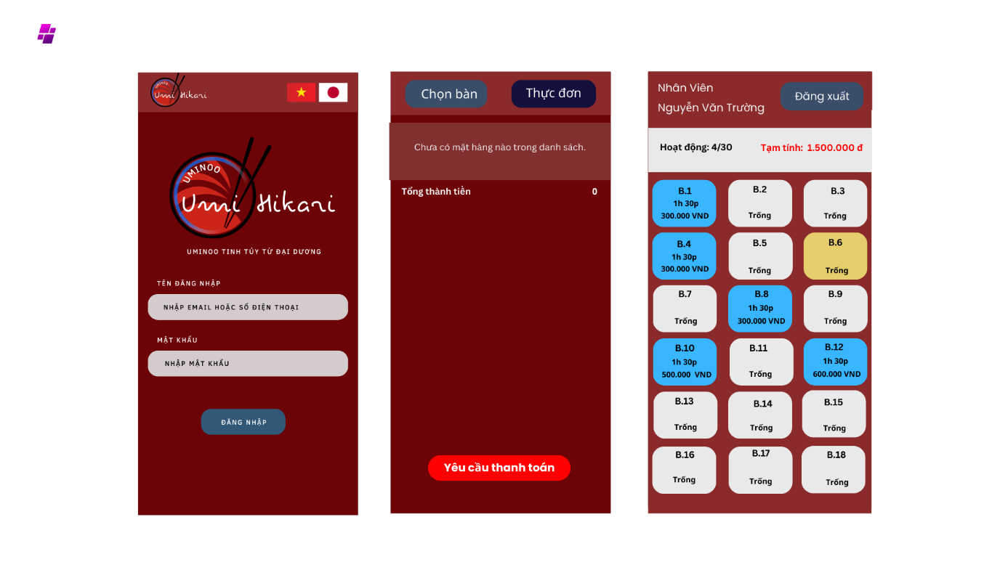 UMINOO
Umi Hikari
UMINOO
Umi Hikari
UMINOO TINH TÚY TỪ ĐẠI DƯƠNG
TÊN ĐĂNG NHẬP
NHẬP EMAIL HOẶC SỐ ĐIỆN THOẠI
MẬT KHẨU
NHẬP MẬT KHẨU
ĐĂNG NHẬP
Chọn bàn
Thực đơn
Chưa có mặt hàng nào trong danh sách.
Tổng thành tiền 0
Yêu cầu thanh toán
Nhân Viên
Nguyễn Văn Trường
Đăng xuất
Hoạt động: 4/30 Tạm tính: 1.500.000 đ
B.1
1h 30p
300.000 VND
B.2
Trống
B.3
Trống
B.4
1h 30p
300.000 VND
B.5
Trống
B.6
Trống
B.7
Trống
B.8
1h 30p
300.000 VND
B.9
Trống
B.10
1h 30p
500.000 VND
B.11
Trống
B.12
1h 30p
600.000 VND
B.13
Trống
B.14
Trống
B.15
Trống
B.16
Trống
B.17
Trống
B.18
Trống